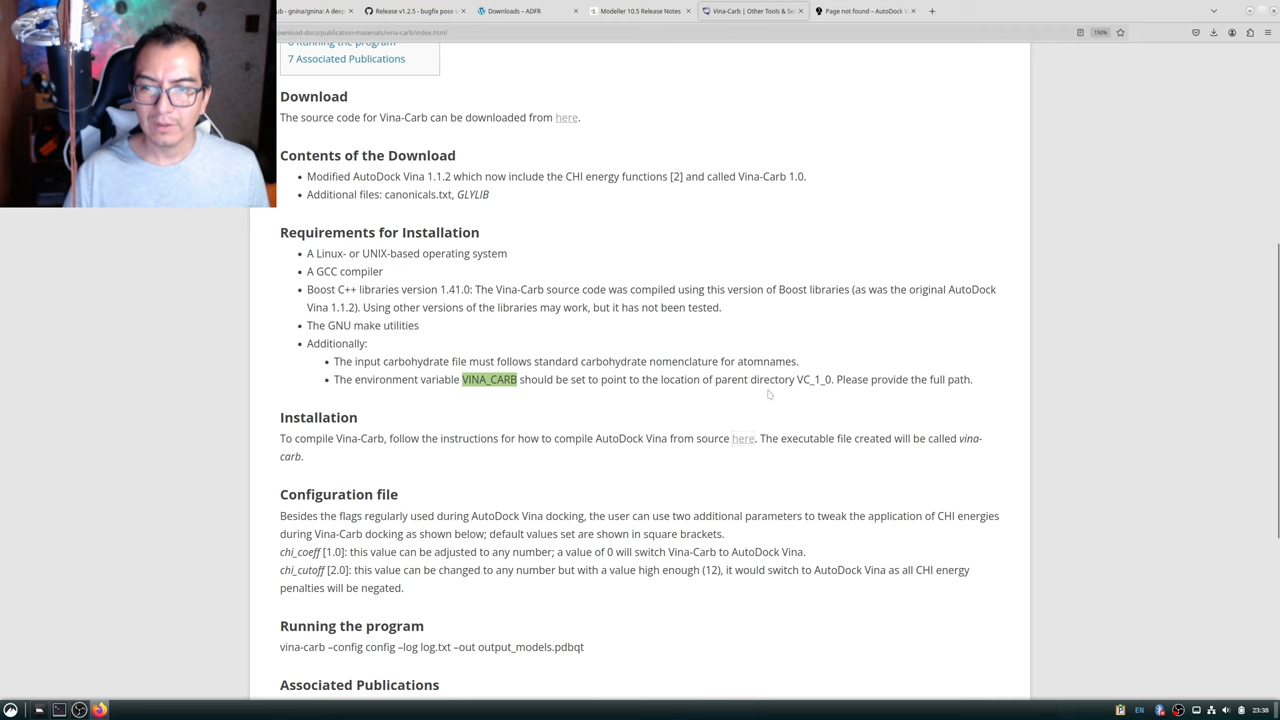 ub - gnina/gnina: A deep
Release v1.2.5 - bugfix pose
Downloads – ADFR
Modeller 10.5 Release Notes
Vina-Carb | Other Tools & Se
Page not found – AutoDock V
ownload-docs/publication-materials/vina-carb/index.html
150%
6 Running the program
7 Associated Publications
Download
The source code for Vina-Carb can be downloaded from here.
Contents of the Download
Modified AutoDock Vina 1.1.2 which now include the CHI energy functions [2] and called Vina-Carb 1.0.
Additional files: canonicals.txt, GLYLIB
Requirements for Installation
A Linux- or UNIX-based operating system
A GCC compiler
Boost C++ libraries version 1.41.0: The Vina-Carb source code was compiled using this version of Boost libraries (as was the original AutoDock
Vina 1.1.2). Using other versions of the libraries may work, but it has not been tested.
The GNU make utilities
Additionally:
The input carbohydrate file must follows standard carbohydrate nomenclature for atomnames.
The environment variable VINA_CARB should be set to point to the location of parent directory VC_1_0. Please provide the full path.
Installation
To compile Vina-Carb, follow the instructions for how to compile AutoDock Vina from source here. The executable file created will be called vina-
carb.
Configuration file
Besides the flags regularly used during AutoDock Vina docking, the user can use two additional parameters to tweak the application of CHI energies
during Vina-Carb docking as shown below; default values set are shown in square brackets.
chi_coeff [1.0]: this value can be adjusted to any number; a value of 0 will switch Vina-Carb to AutoDock Vina.
chi_cutoff [2.0]: this value can be changed to any number but with a value high enough (12), it would switch to AutoDock Vina as all CHI energy
penalties will be negated.
Running the program
vina-carb –config config –log log.txt –out output_models.pdbqt
Associated Publications
EN
23:38